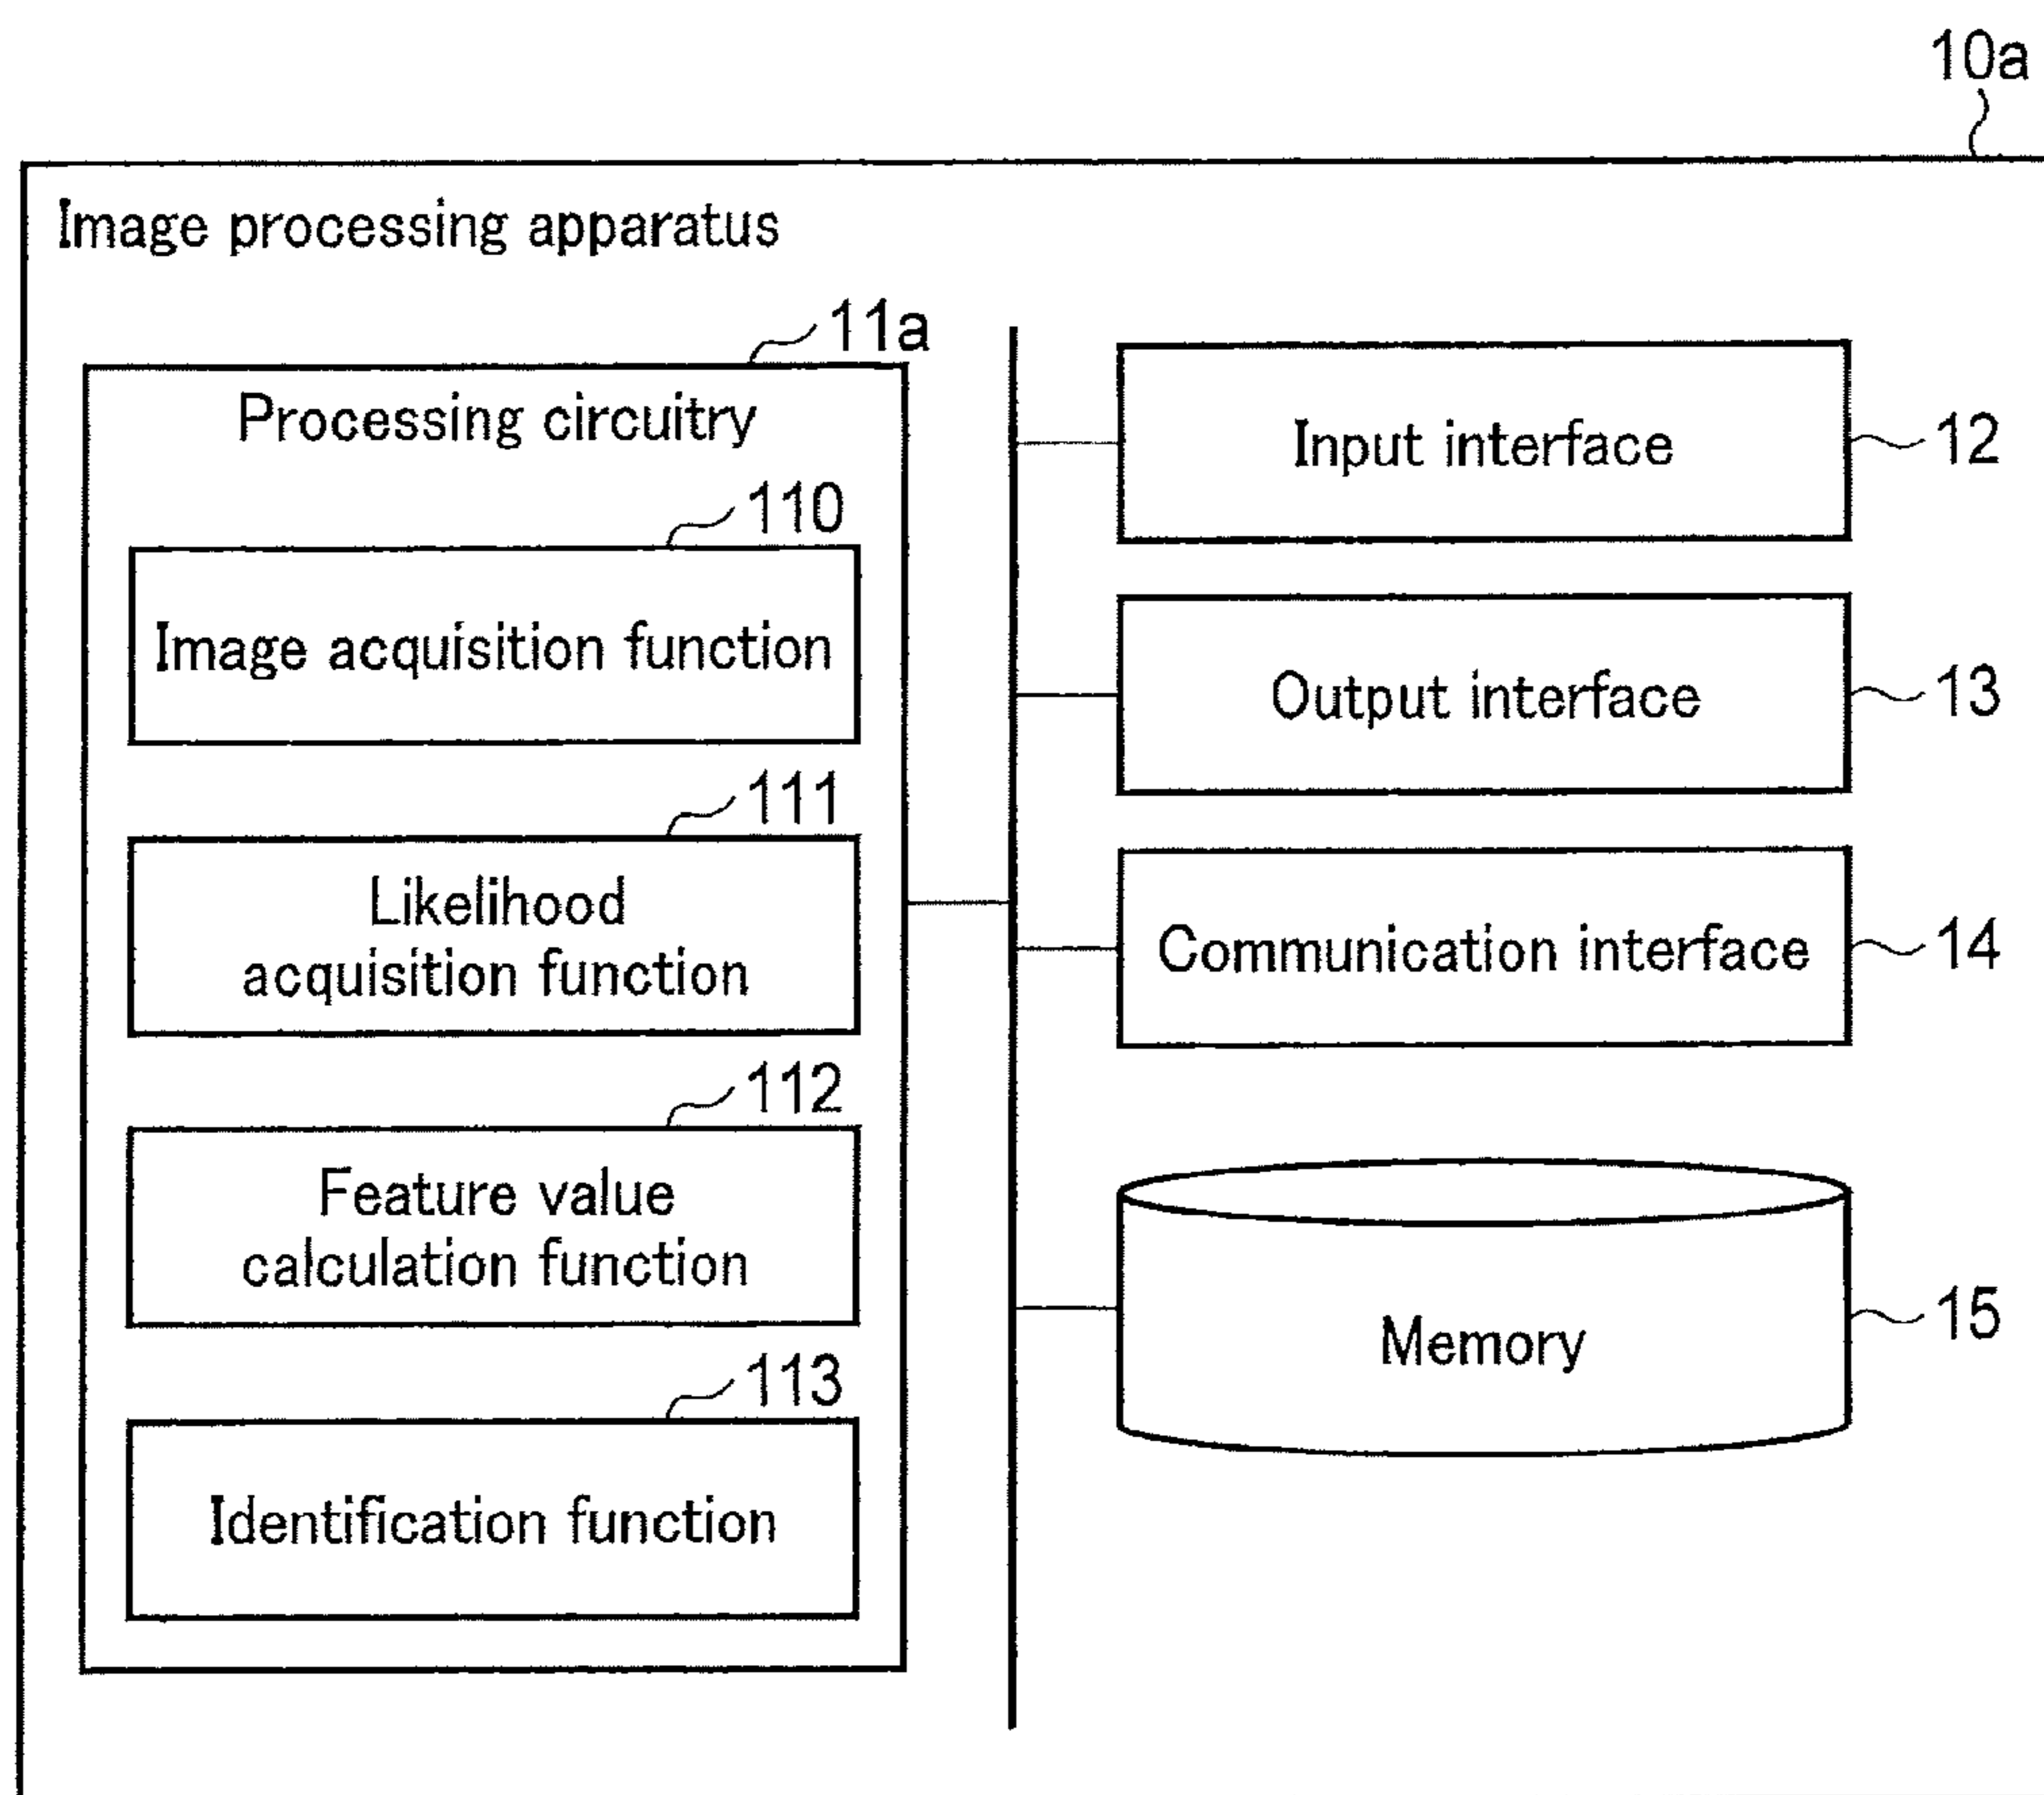 10a
Image processing apparatus
11a
Processing circuitry
110
Image acquisition function
111
Likelihood
acquisition function
112
Feature value
calculation function
113
Identification function
Input interface
12
Output interface
13
Communication interface
14
Memory
15